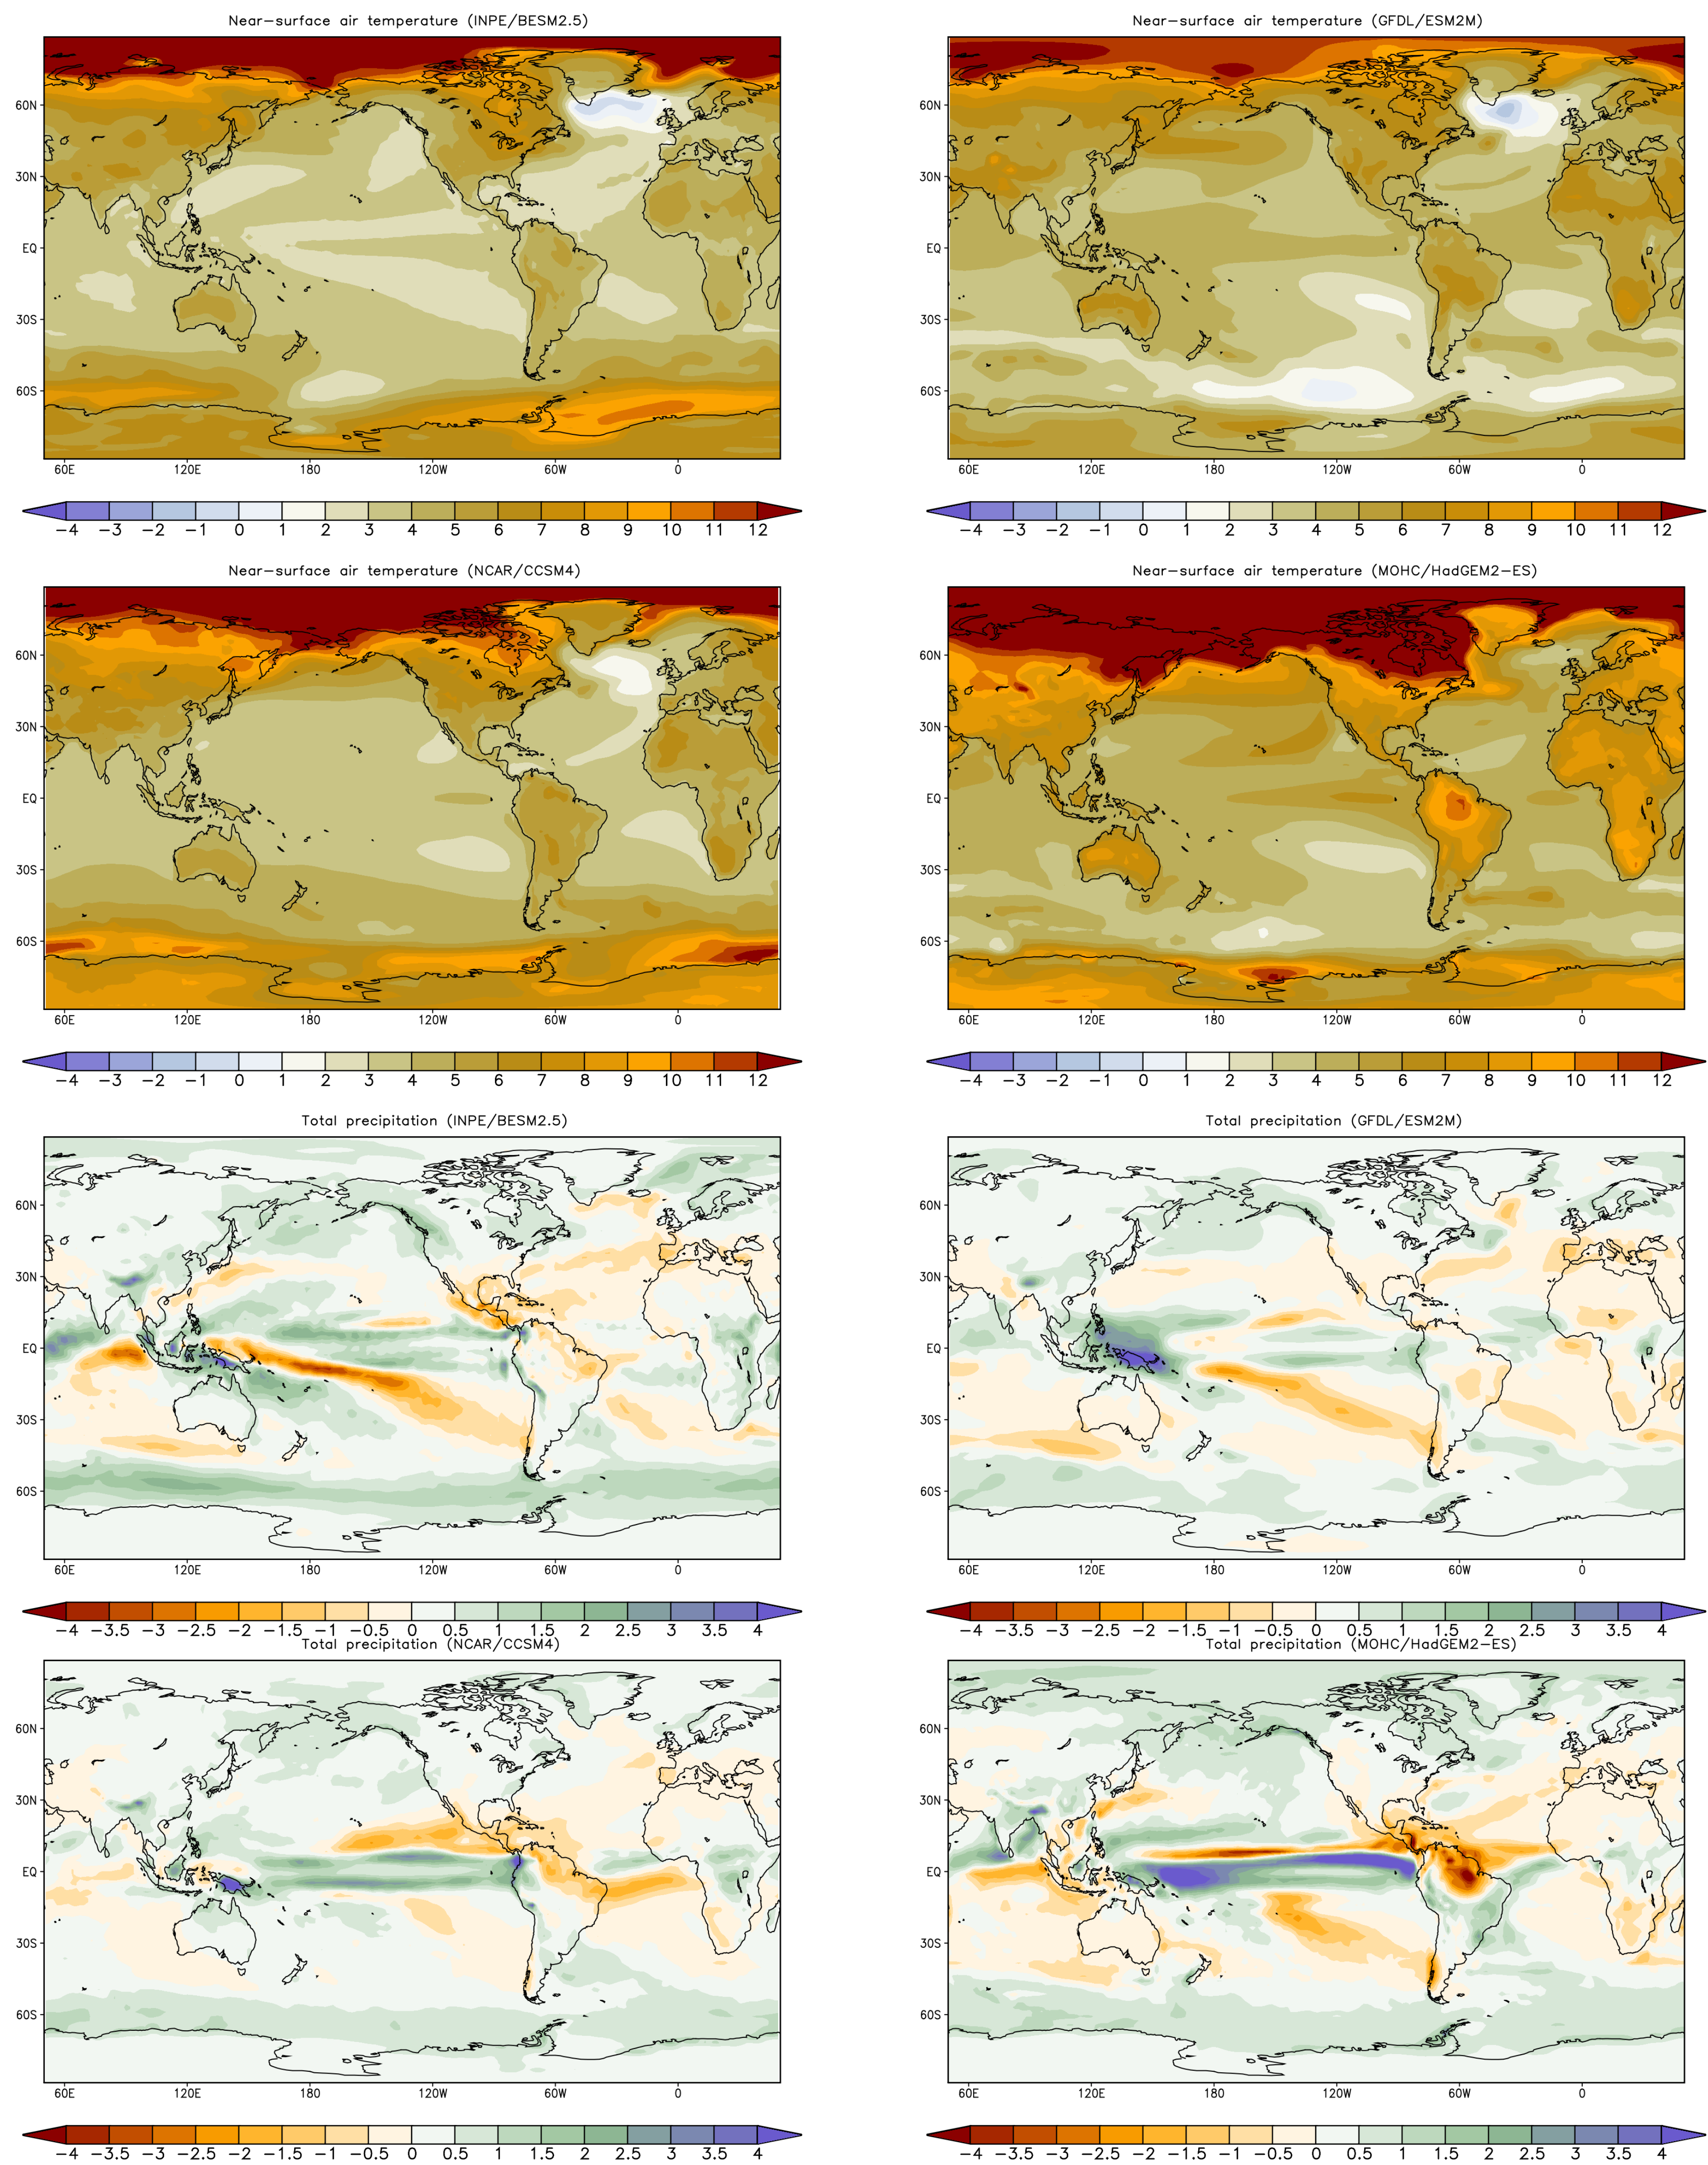 Near-surface air temperature (INPE/BESM2.5)
60N
30N
EQ
30S
60S
60E 120E 180 120W 60W 0
-4 -3 -2 -1 0 1 2 3 4 5 6 7 8 9 10 11 12
Near-surface air temperature (GFDL/ESM2M)
60N
30N
EQ
30S
60S
60E 120E 180 120W 60W 0
-4 -3 -2 -1 0 1 2 3 4 5 6 7 8 9 10 11 12
Near-surface air temperature (NCAR/CCSM4)
60N
30N
EQ
30S
60S
60E 120E 180 120W 60W 0
-4 -3 -2 -1 0 1 2 3 4 5 6 7 8 9 10 11 12
Near-surface air temperature (MOHC/HadGEM2-ES)
60N
30N
EQ
30S
60S
60E 120E 180 120W 60W 0
-4 -3 -2 -1 0 1 2 3 4 5 6 7 8 9 10 11 12
Total precipitation (INPE/BESM2.5)
60N
30N
EQ
30S
60S
60E 120E 180 120W 60W 0
-4 -3.5 -3 -2.5 -2 -1.5 -1 -0.5 0 0.5 1 1.5 2 2.5 3 3.5 4
Total precipitation (GFDL/ESM2M)
60N
30N
EQ
30S
60S
60E 120E 180 120W 60W 0
-4 -3.5 -3 -2.5 -2 -1.5 -1 -0.5 0 0.5 1 1.5 2 2.5 3 3.5 4
Total precipitation (NCAR/CCSM4)
60N
30N
EQ
30S
60S
60E 120E 180 120W 60W 0
-4 -3.5 -3 -2.5 -2 -1.5 -1 -0.5 0 0.5 1 1.5 2 2.5 3 3.5 4
Total precipitation (MOHC/HadGEM2-ES)
60N
30N
EQ
30S
60S
60E 120E 180 120W 60W 0
-4 -3.5 -3 -2.5 -2 -1.5 -1 -0.5 0 0.5 1 1.5 2 2.5 3 3.5 4